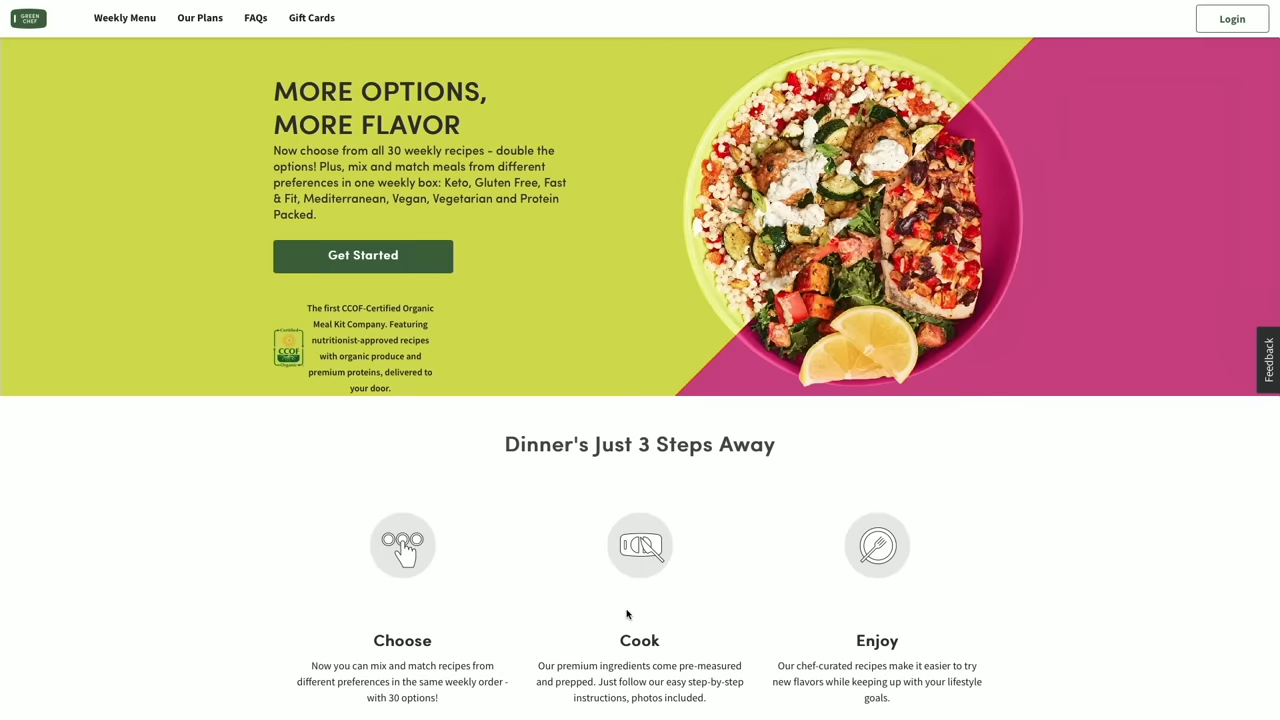 GREEN
CHEF
Weekly Menu
Our Plans
FAQs
Gift Cards
Login
MORE OPTIONS,
MORE FLAVOR
Now choose from all 30 weekly recipes - double the
options! Plus, mix and match meals from different
preferences in one weekly box: Keto, Gluten Free, Fast
& Fit, Mediterranean, Vegan, Vegetarian and Protein
Packed.
Get Started
Certified
CCOF
Organic
The first CCOF-Certified Organic
Meal Kit Company. Featuring
nutritionist-approved recipes
with organic produce and
premium proteins, delivered to
your door.
Feedback
Dinner's Just 3 Steps Away
Choose
Now you can mix and match recipes from
different preferences in the same weekly order -
with 30 options!
Cook
Our premium ingredients come pre-measured
and prepped. Just follow our easy step-by-step
instructions, photos included.
Enjoy
Our chef-curated recipes make it easier to try
new flavors while keeping up with your lifestyle
goals.